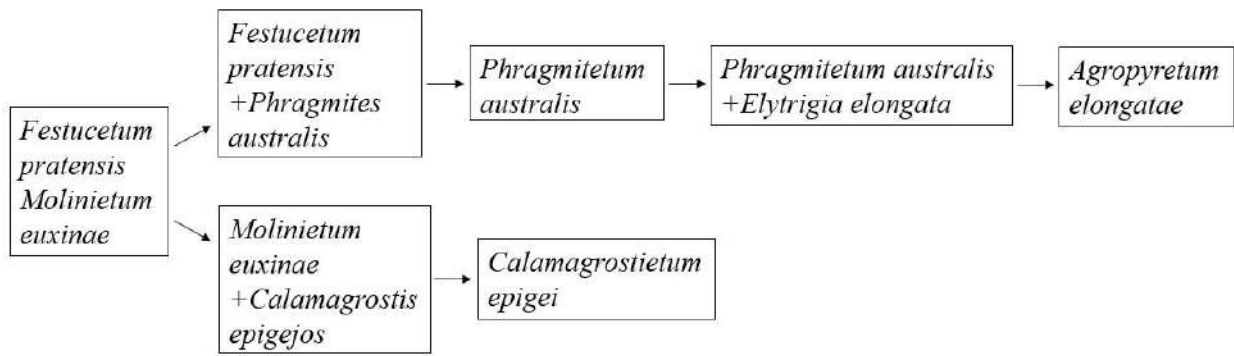 Festucetum
pratensis
Molinietum
euxinae
Festucetum
pratensis
+Phragmites
australis
Phragmitetum
australis
Phragmitetum australis
+Elytrigia elongata
Agropyretum
elongatae
Molinietum
euxinae
+Calamagrostis
epigejos
Calamagrostietum
epigei